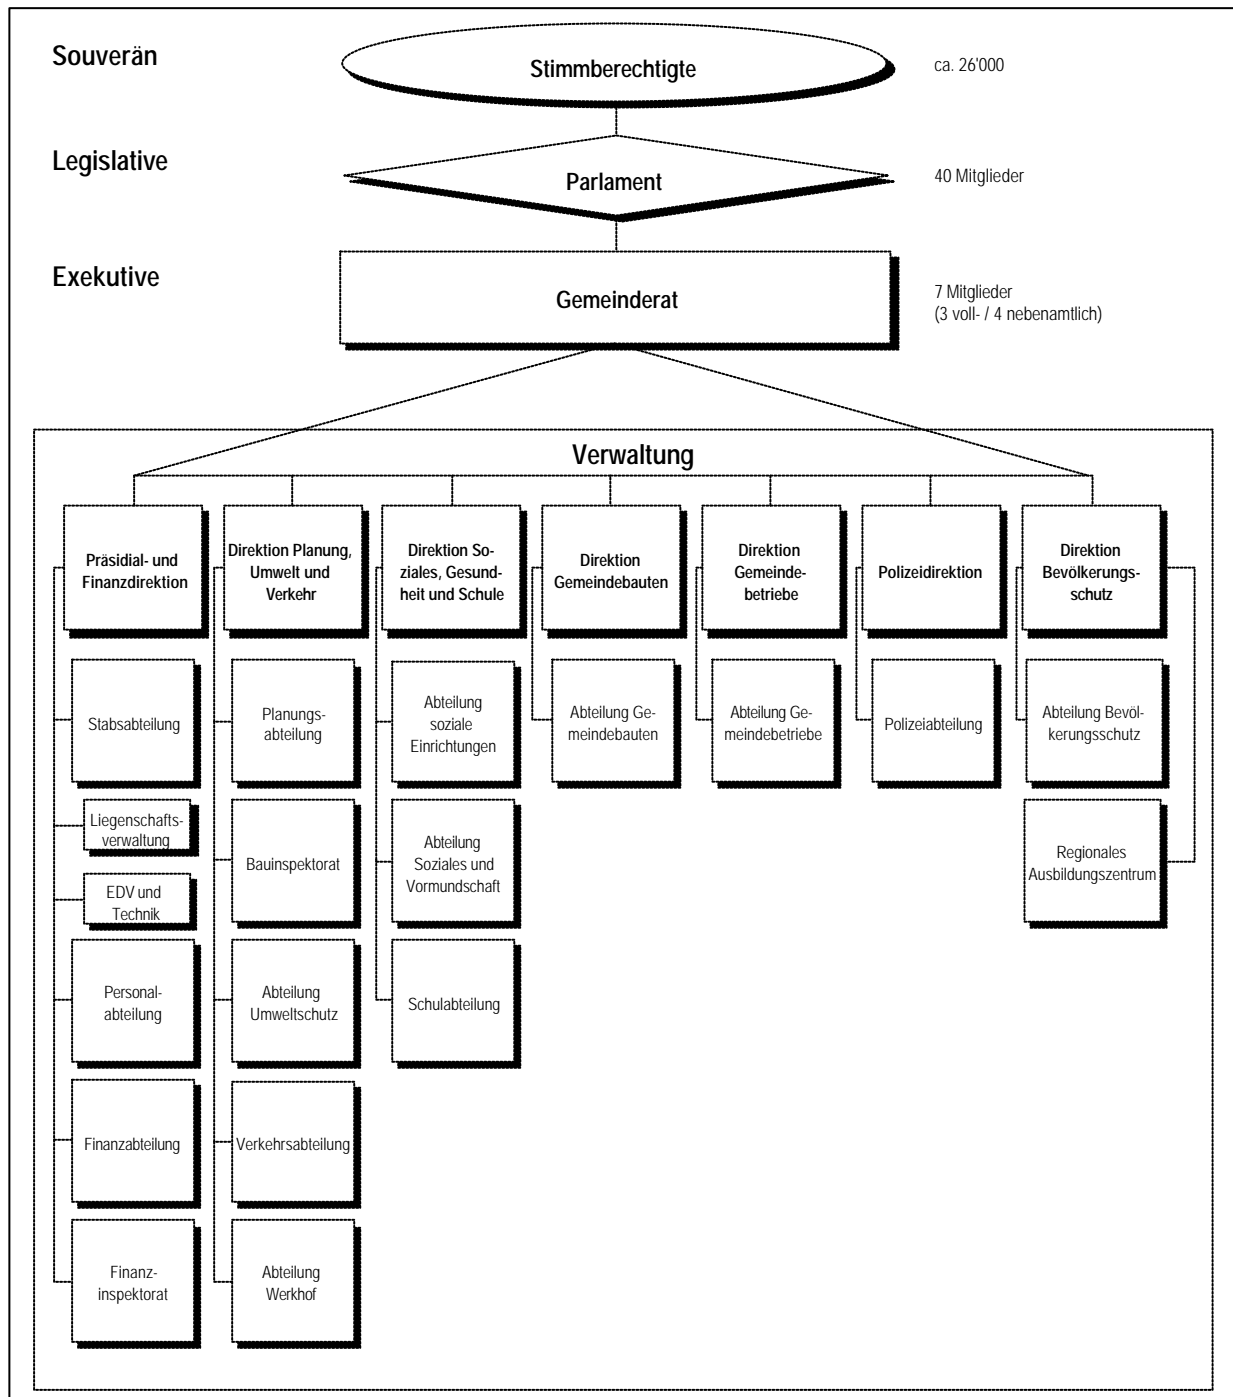 Souverän
Stimmberechtigte
ca. 26'000
Legislative
Parlament
40 Mitglieder
Exekutive
Gemeinderat
7 Mitglieder
(3 voll- / 4 nebenamtlich)
Verwaltung
Präsidial- und
Finanzdirektion
Direktion Planung,
Umwelt und
Verkehr
Direktion So-
ziales, Gesund-
heit und Schule
Direktion
Gemeindebauten
Direktion
Gemeinde-
betriebe
Polizeidirektion
Direktion
Bevölkerungs-
schutz
Stabsabteilung
Planungs-
abteilung
Abteilung
soziale
Einrichtungen
Abteilung Ge-
meindebauten
Abteilung Ge-
meindebetriebe
Polizeiabteilung
Abteilung Bevöl-
kerungsschutz
Liegenschafts-
verwaltung
EDV und
Technik
Bauinspektorat
Abteilung
Soziales und
Vormundschaft
Regionales
Ausbildungszentrum
Personal-
abteilung
Abteilung
Umweltschutz
Schulabteilung
Finanzabteilung
Verkehrsabteilung
Finanz-
inspektorat
Abteilung
Werkhof